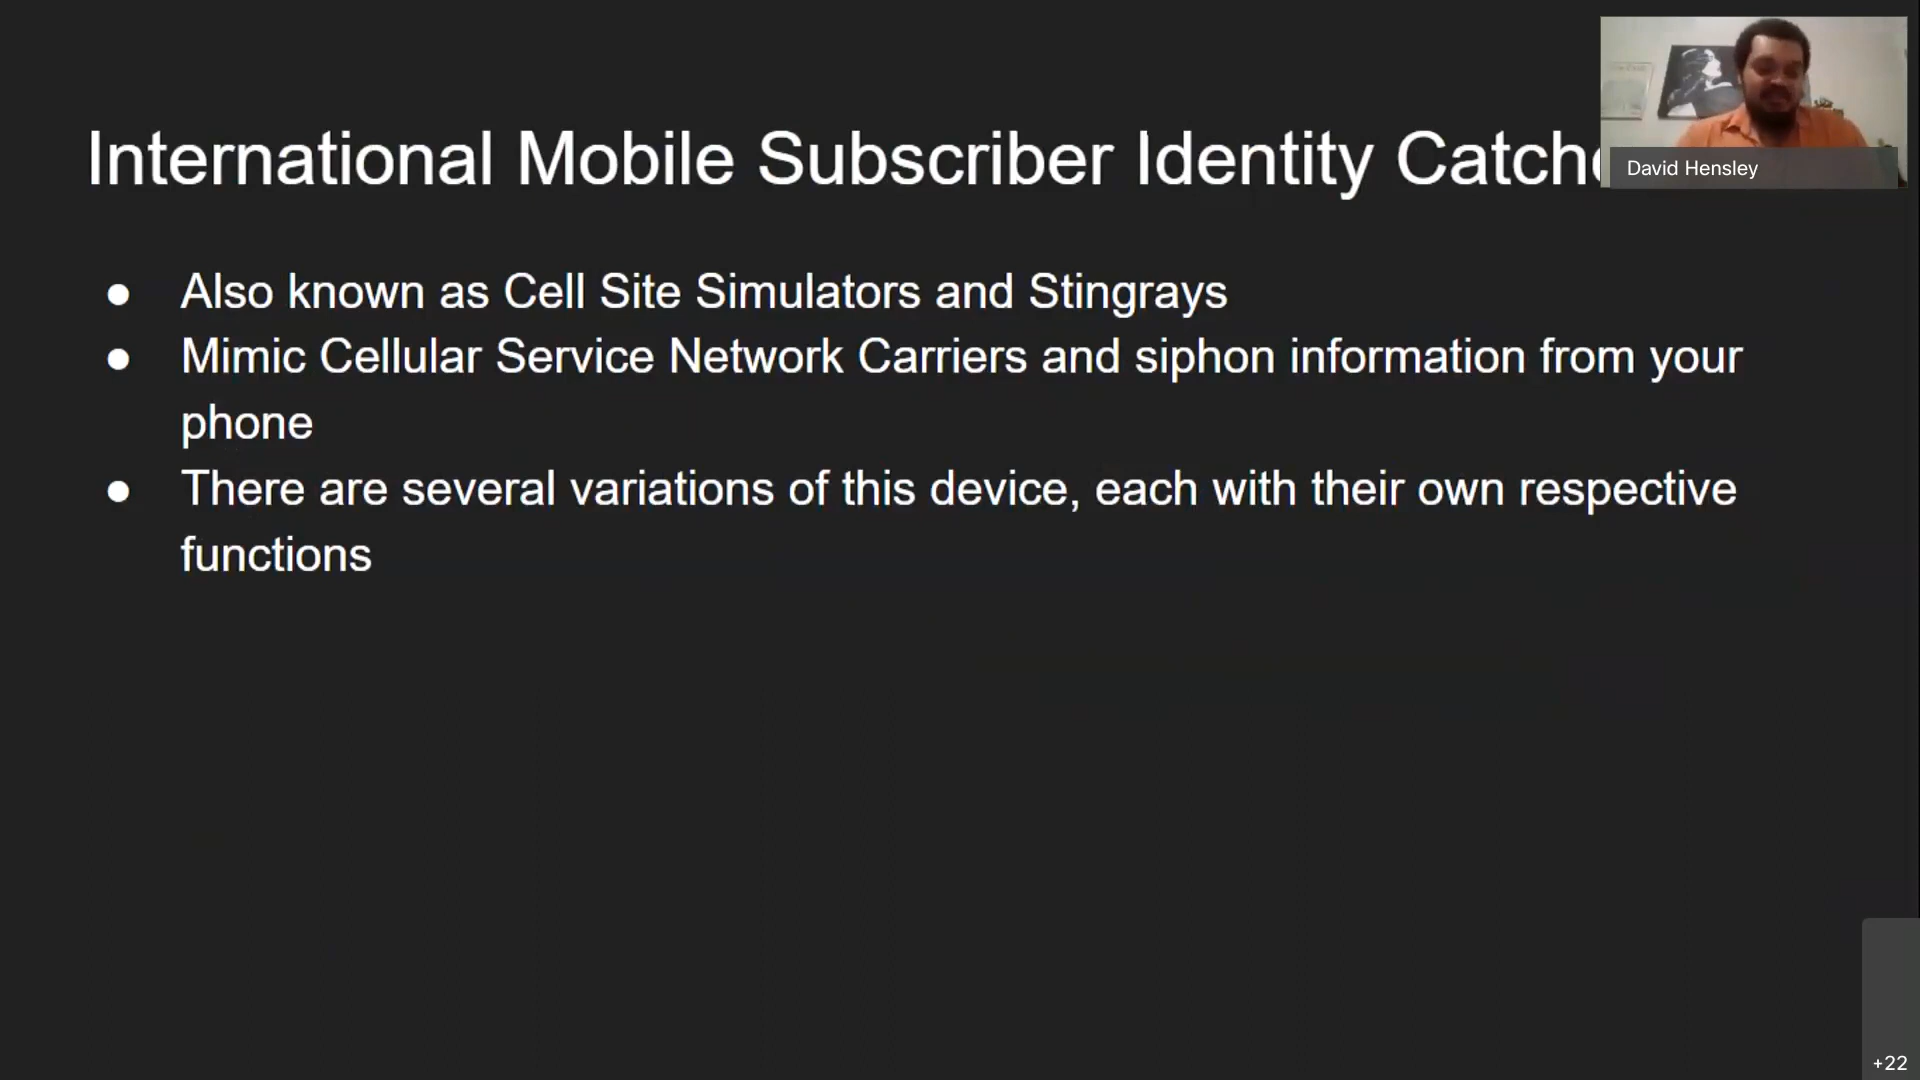 International Mobile Subscriber Identity
David Hensley
● Also known as Cell Site Simulators and Stingrays
● Mimic Cellular Service Network Carriers and siphon information from your
phone
● There are several variations of this device, each with their own respective
functions
+22